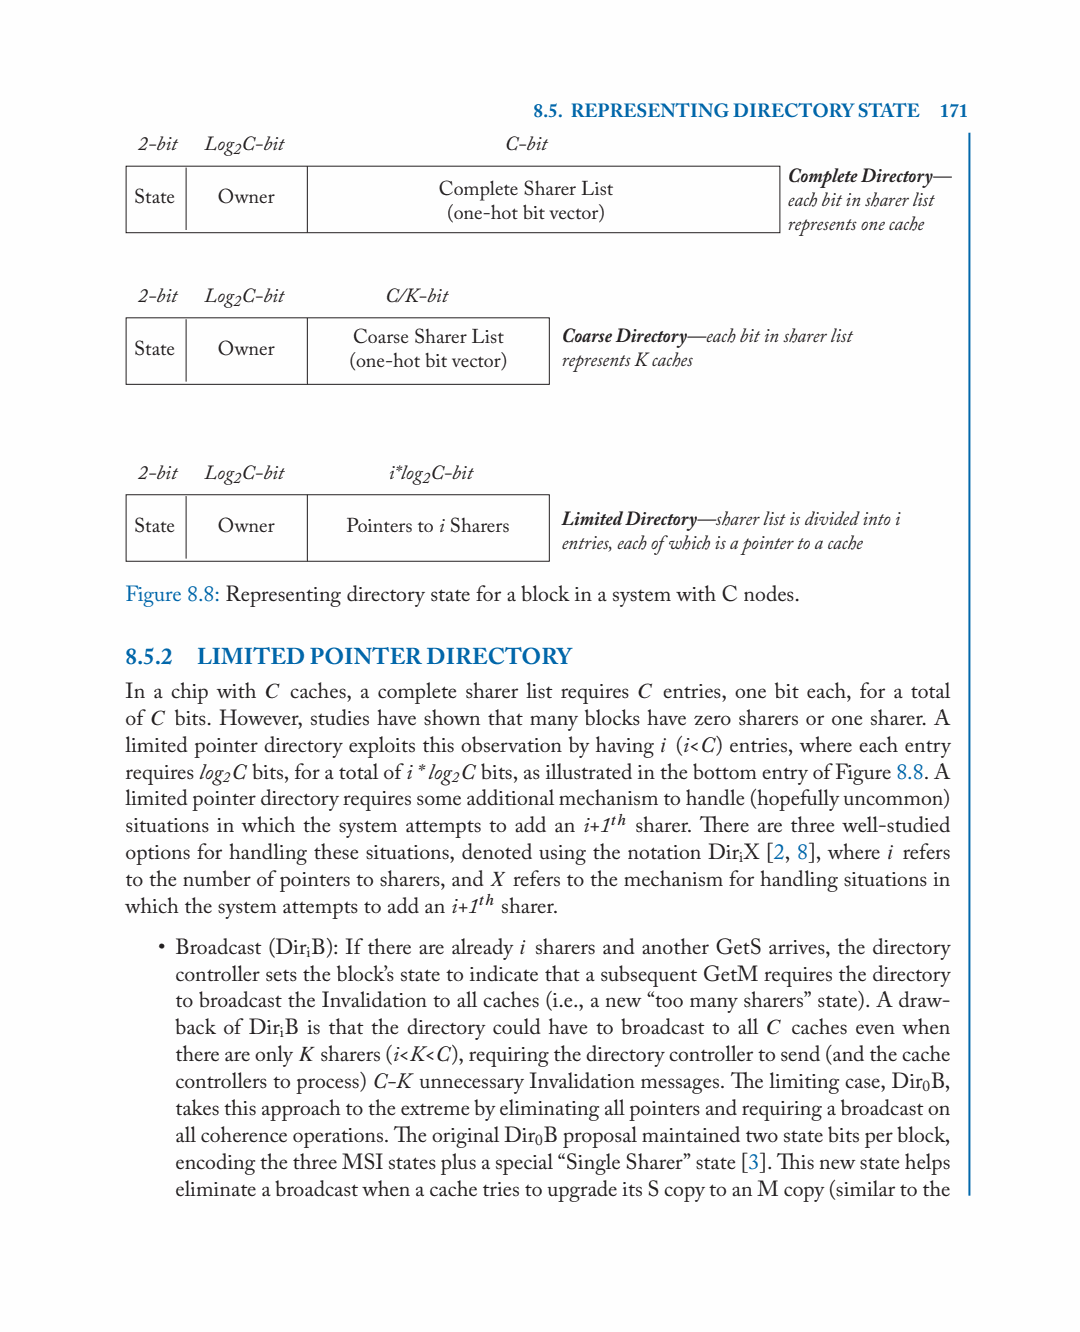 8.5. REPRESENTING DIRECTORY STATE 171
2-bit Log₂C-bit C-bit
State Owner Complete Sharer List
(one-hot bit vector)
Complete Directory—
each bit in sharer list
represents one cache
2-bit Log₂C-bit C/K-bit
State Owner Coarse Sharer List
(one-hot bit vector)
Coarse Directory—each bit in sharer list
represents K caches
2-bit Log₂C-bit i*log₂C-bit
State Owner Pointers to i Sharers
Limited Directory—sharer list is divided into i
entries, each of which is a pointer to a cache
Figure 8.8: Representing directory state for a block in a system with C nodes.
8.5.2 LIMITED POINTER DIRECTORY
In a chip with C caches, a complete sharer list requires C entries, one bit each, for a total
of C bits. However, studies have shown that many blocks have zero sharers or one sharer. A
limited pointer directory exploits this observation by having i (i<C) entries, where each entry
requires log₂C bits, for a total of i * log₂C bits, as illustrated in the bottom entry of Figure 8.8. A
limited pointer directory requires some additional mechanism to handle (hopefully uncommon)
situations in which the system attempts to add an i+1ᵗʰ sharer. There are three well-studied
options for handling these situations, denoted using the notation DirᵢX [2, 8], where i refers
to the number of pointers to sharers, and X refers to the mechanism for handling situations in
which the system attempts to add an i+1ᵗʰ sharer.
• Broadcast (DirᵢB): If there are already i sharers and another GetS arrives, the directory
controller sets the block's state to indicate that a subsequent GetM requires the directory
to broadcast the Invalidation to all caches (i.e., a new “too many sharers” state). A draw-
back of DirᵢB is that the directory could have to broadcast to all C caches even when
there are only K sharers (i<K<C), requiring the directory controller to send (and the cache
controllers to process) C-K unnecessary Invalidation messages. The limiting case, Dir₀B,
takes this approach to the extreme by eliminating all pointers and requiring a broadcast on
all coherence operations. The original Dir₀B proposal maintained two state bits per block,
encoding the three MSI states plus a special “Single Sharer” state [3]. This new state helps
eliminate a broadcast when a cache tries to upgrade its S copy to an M copy (similar to the